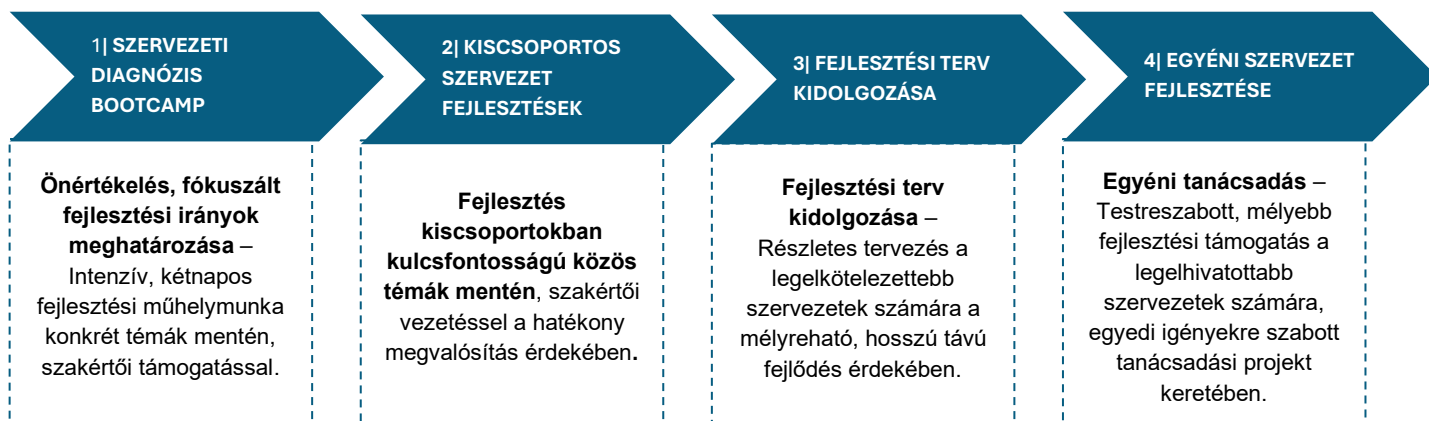 1| SZERVEZETI
DIAGNÓZIS
BOOTCAMP
Önértékelés, fókuszált
fejlesztési irányok
meghatározása –
Intenzív, kétnapos
fejlesztési műhelymunka
konkrét témák mentén,
szakértői támogatással.
2| KISCSOPORTOS
SZERVEZET
FEJLESZTÉSEK
Fejlesztés
kiscsoportokban
kulcsfontosságú közös
témák mentén, szakértői
vezetéssel a hatékony
megvalósítás érdekében.
3| FEJLESZTÉSI TERV
KIDOLGOZÁSA
Fejlesztési terv
kidolgozása –
Részletes tervezés a
legelkötelezettebb
szervezetek számára a
mélyreható, hosszú távú
fejlődés érdekében.
4| EGYÉNI SZERVEZET
FEJLESZTÉSE
Egyéni tanácsadás –
Testreszabott, mélyebb
fejlesztési támogatás a
legelhivatottabb
szervezetek számára,
egyedi igényekre szabott
tanácsadási projekt
keretében.